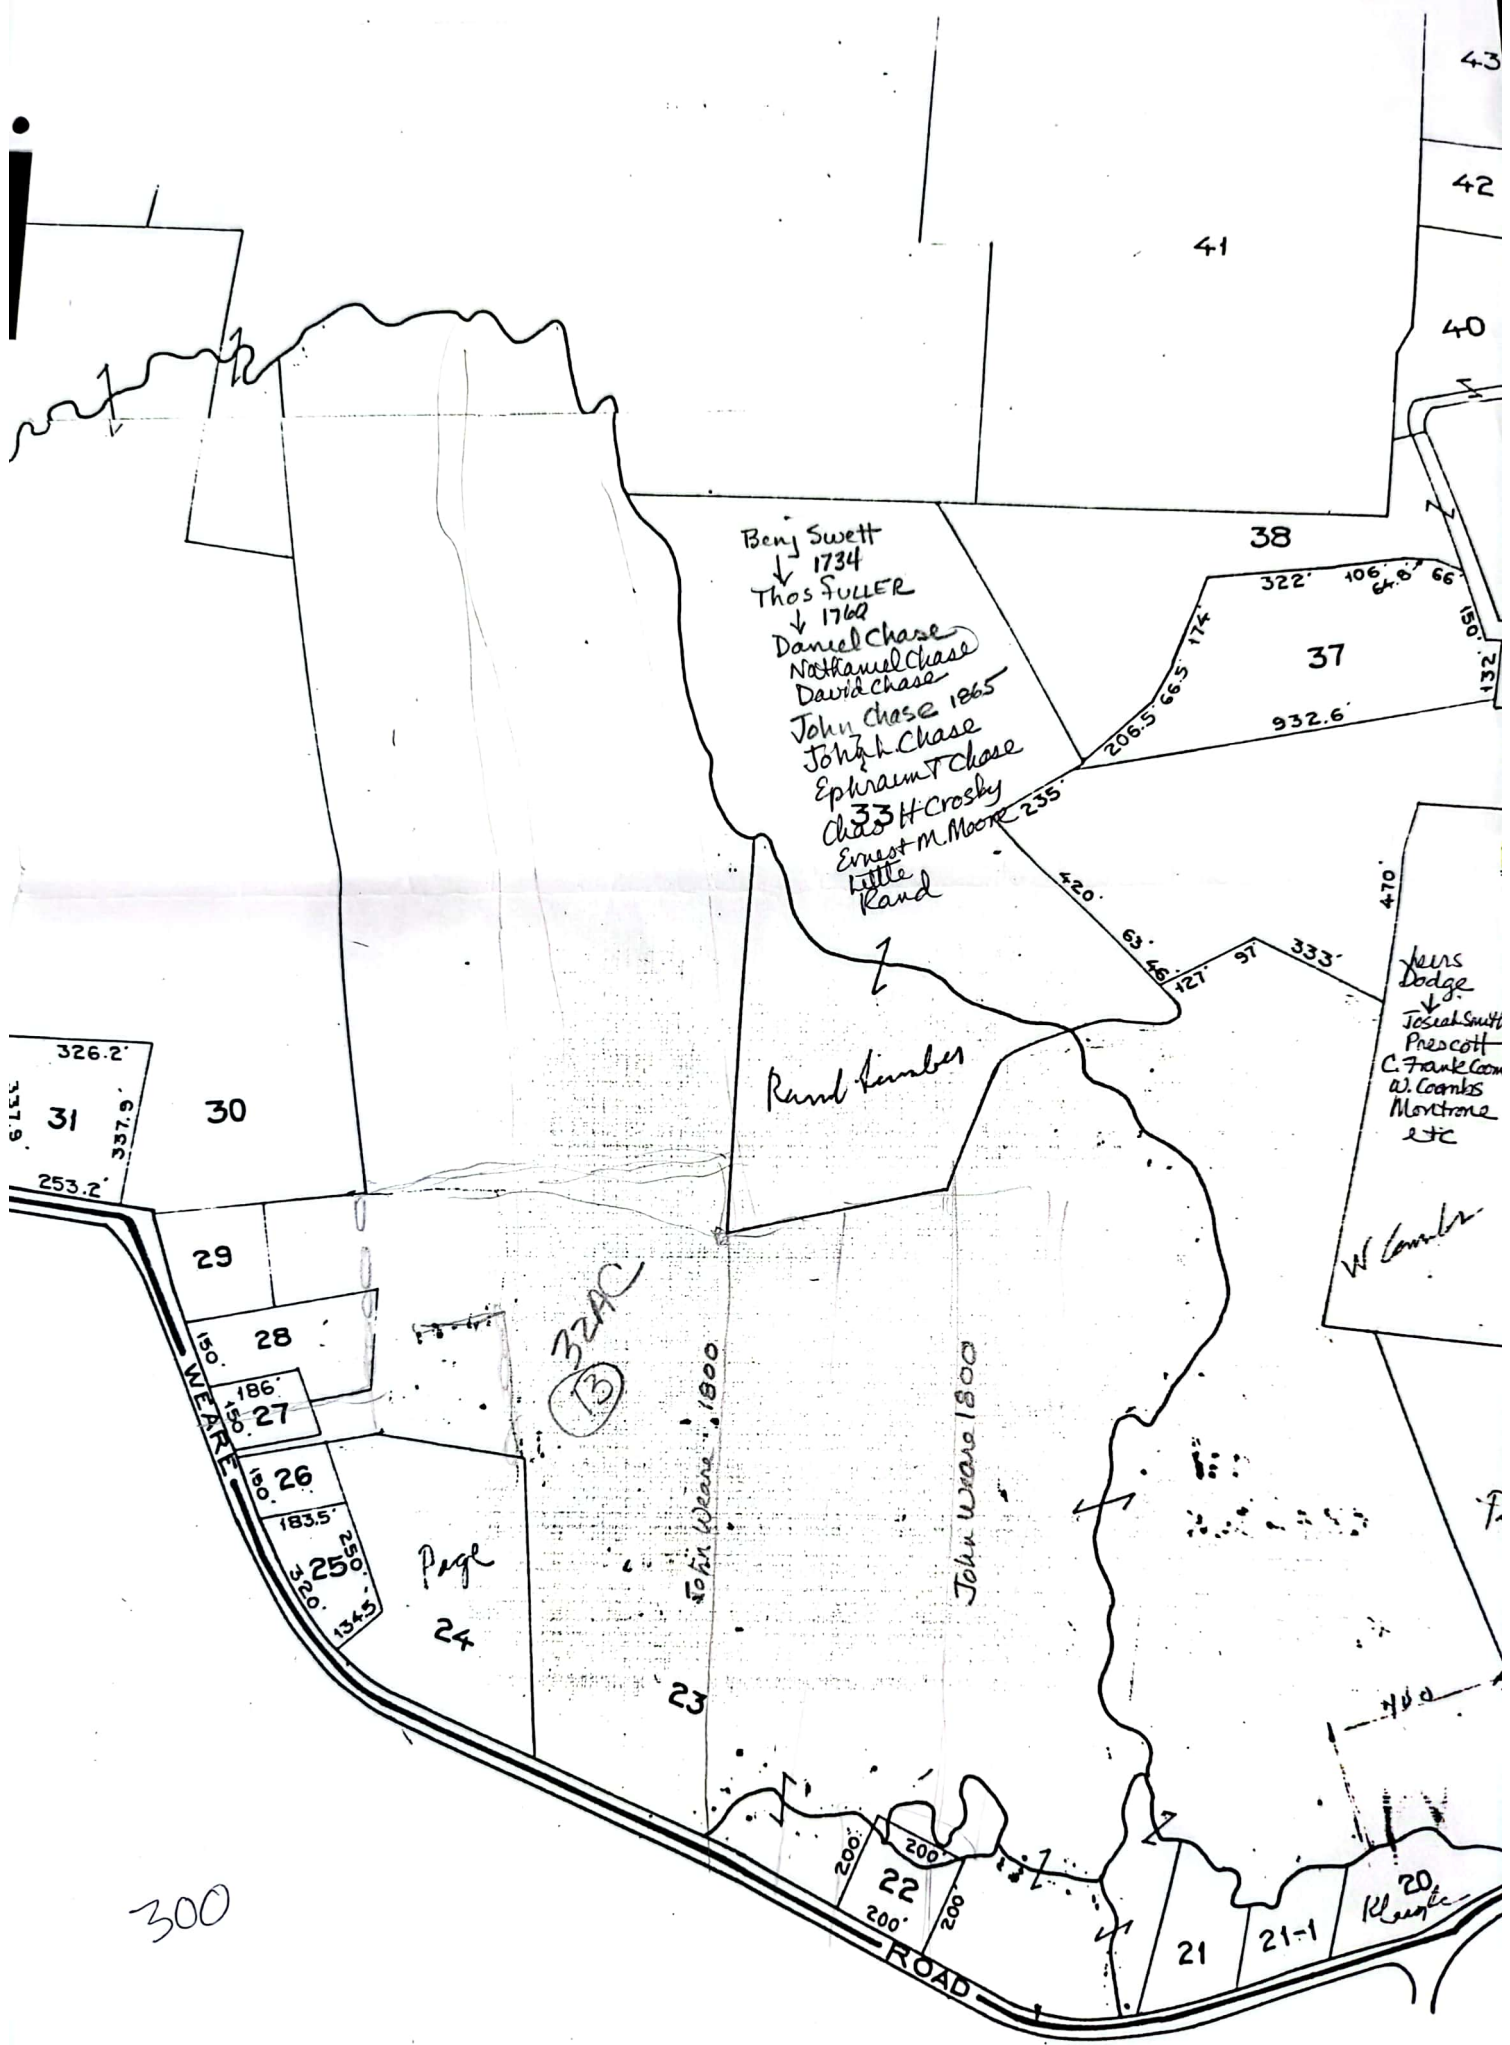 43
42
41
40
38
Benj Swett
↓ 1734
Thos FULLER
↓ 1760
Daniel Chase
Nathaniel Chase
David Chase
John Chase 1865
John L. Chase
Ephraim T Chase
33
Chas H Crosby
Ernest M. Moore
Little
Rand
322'
106'
64.8'
66'
174'
66.5'
206.5'
37
150'
132'
932.6'
235'
420'
63'
46'
127'
97'
333'
470'
Dodge
↓
Josiah Smith
Prescott
C. Frank Coom
W. Coombs
Montrone
etc
Rand Lumber
326.2'
31
337.9'
253.2'
30
29
28
150'
186'
27
150'
WEARE
26
180'
183.5'
25
250'
320'
134.5'
Page
24
32AC
13
John Weare 1800
John Weare 1800
23
W Coombs
200'
200'
22
200'
200'
ROAD
21
21-1
20
300